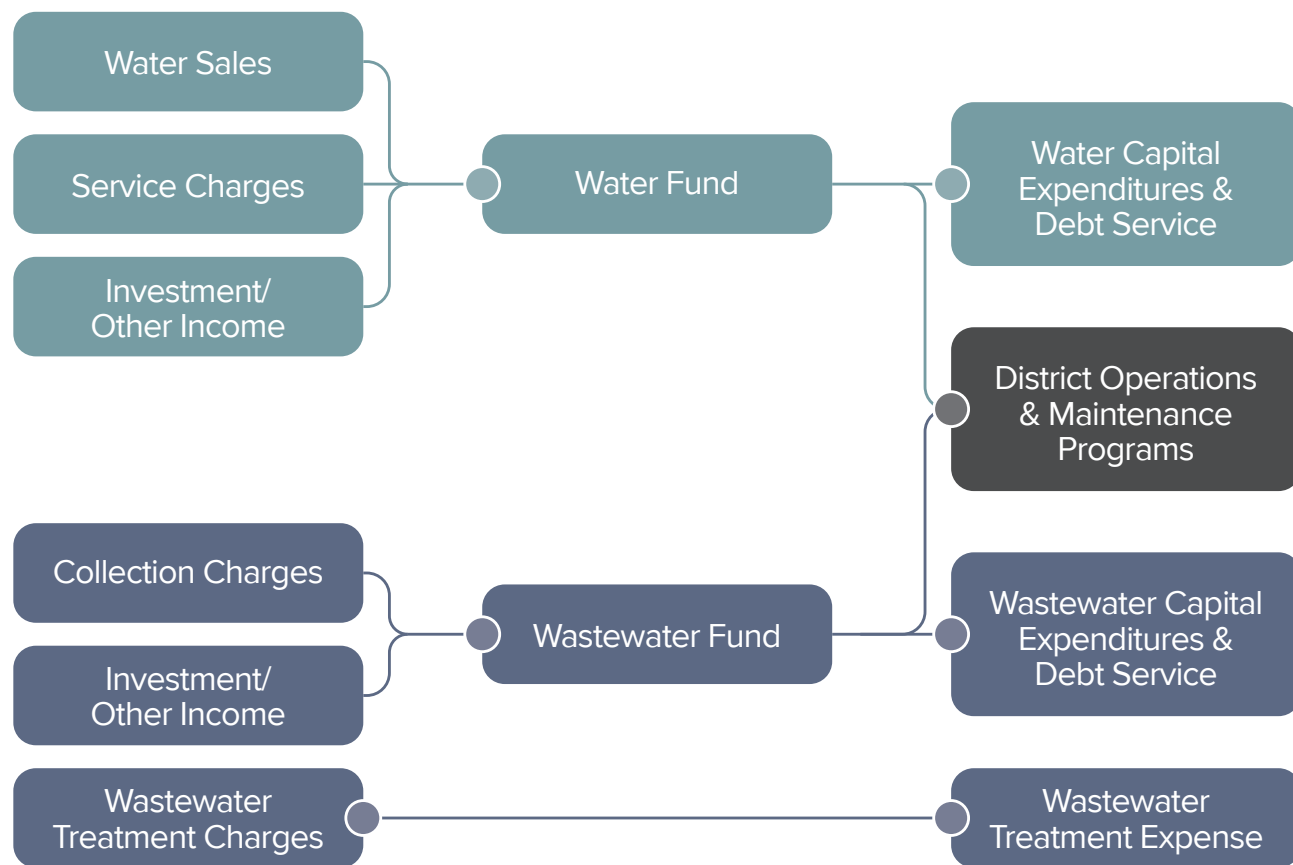 Water Sales
Service Charges
Investment/
Other Income
Water Fund
Water Capital
Expenditures &
Debt Service
District Operations
& Maintenance
Programs
Collection Charges
Investment/
Other Income
Wastewater Fund
Wastewater Capital
Expenditures &
Debt Service
Wastewater
Treatment Charges
Wastewater
Treatment Expense